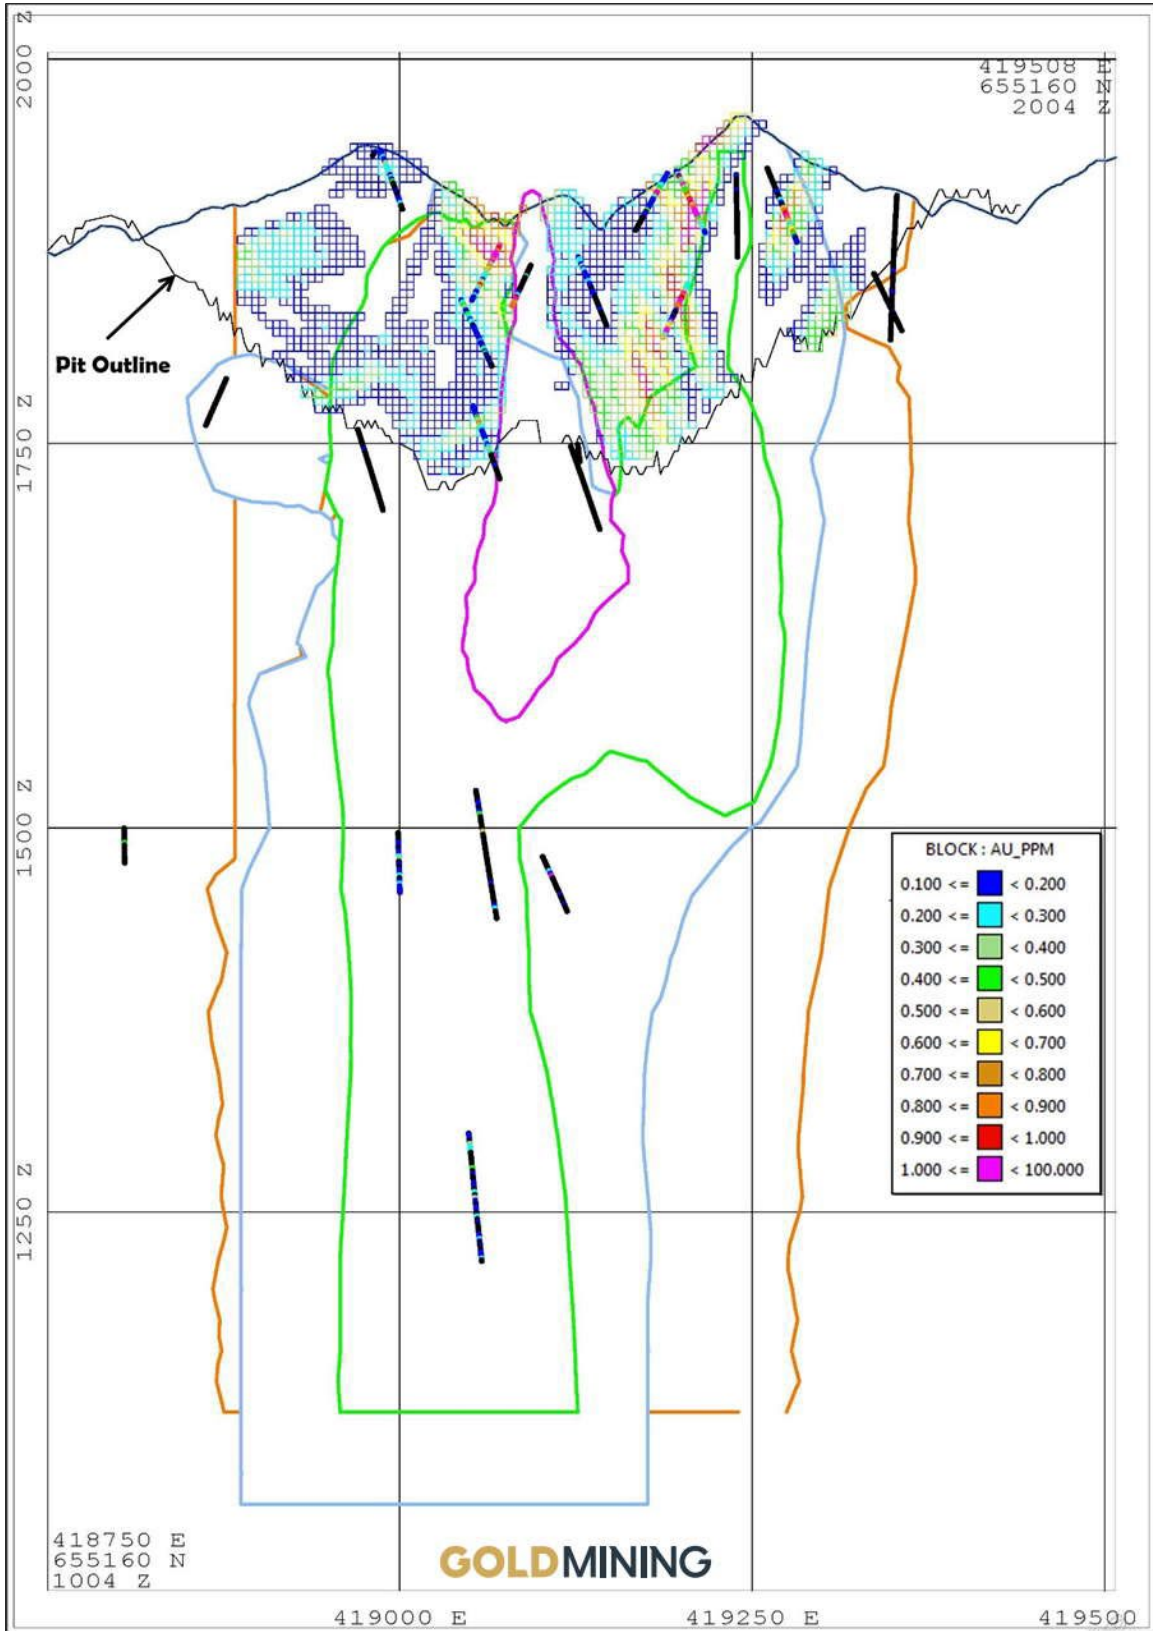 2000 Z
419508 E
655160 N
2004 Z
Pit Outline
1750 Z
1500 Z
BLOCK : AU_PPM
0.100 <= < 0.200
0.200 <= < 0.300
0.300 <= < 0.400
0.400 <= < 0.500
0.500 <= < 0.600
0.600 <= < 0.700
0.700 <= < 0.800
0.800 <= < 0.900
0.900 <= < 1.000
1.000 <= < 100.000
1250 Z
418750 E
655160 N
1004 Z
GOLDMINING
419000 E
419250 E
419500